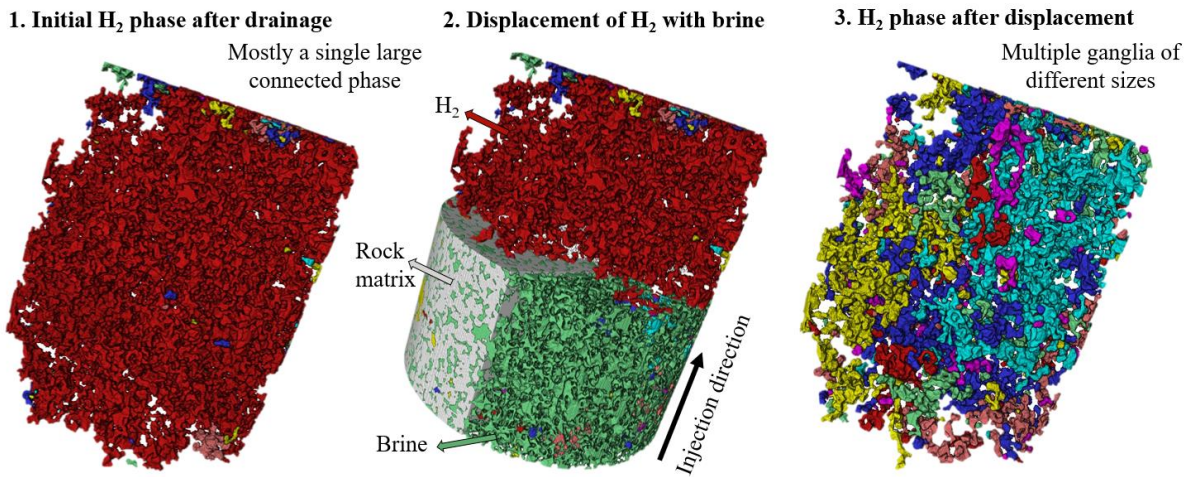 1. Initial H₂ phase after drainage
Mostly a single large
connected phase
2. Displacement of H₂ with brine
H₂
Rock
matrix
Brine
Injection direction
3. H₂ phase after displacement
Multiple ganglia of
different sizes